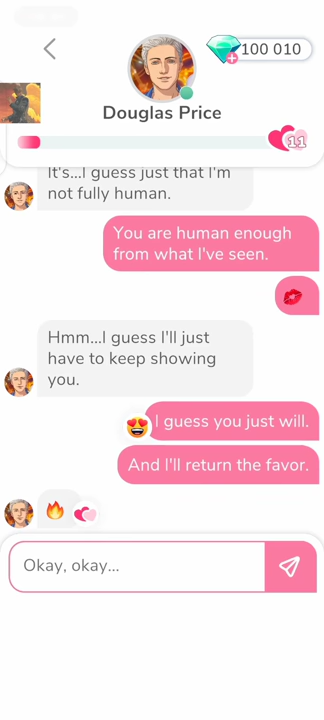 100 010
Douglas Price
11
It's...I guess just that I'm
not fully human.
You are human enough
from what I've seen.
Hmm...I guess I'll just
have to keep showing
you.
I guess you just will.
And I'll return the favor.
Okay, okay...